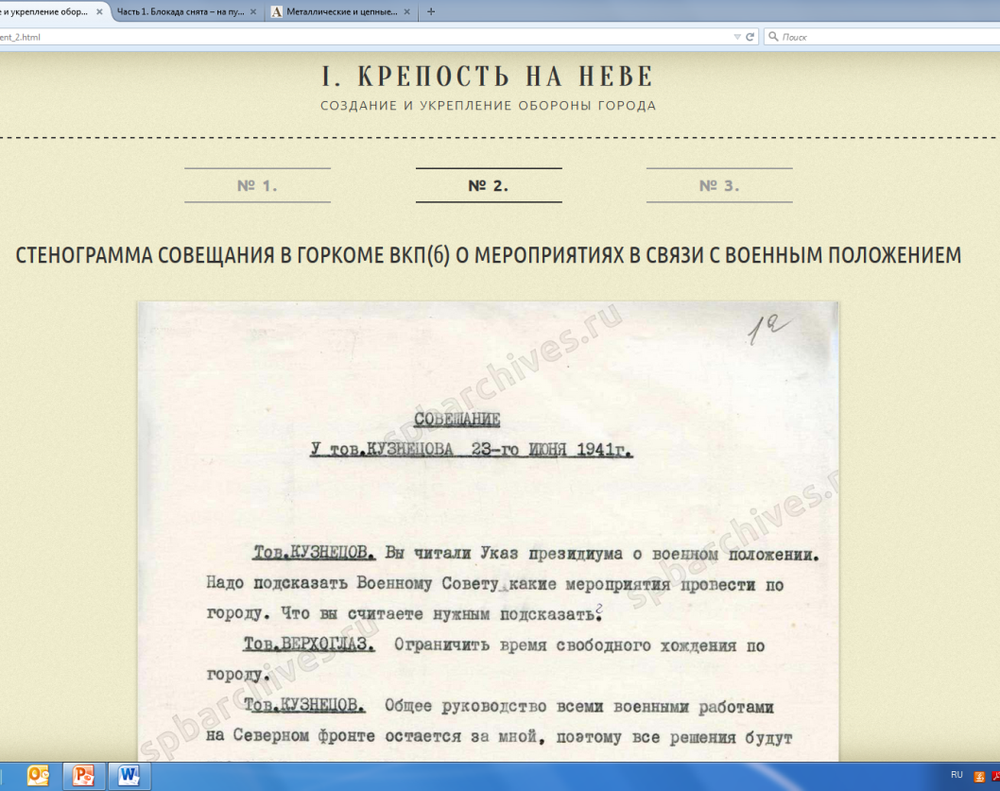 е и укрепление обор... Часть 1. Блокада снята – на пу... Металлические и цепные...
ent_2.html Поиск
I. КРЕПОСТЬ НА НЕВЕ
СОЗДАНИЕ И УКРЕПЛЕНИЕ ОБОРОНЫ ГОРОДА
№ 1. № 2. № 3.
СТЕНОГРАММА СОВЕЩАНИЯ В ГОРКОМЕ ВКП(б) О МЕРОПРИЯТИЯХ В СВЯЗИ С ВОЕННЫМ ПОЛОЖЕНИЕМ
spbarchives.ru
СОВЕЩАНИЕ
У тов.КУЗНЕЦОВА 23-го ИЮНЯ 1941г.
spbarchives.r
Тов.КУЗНЕЦОВ. Вы читали Указ президиума о военном положении.
Надо подсказать Военному Совету какие мероприятия провести по
городу. Что вы считаете нужным подсказать?
Тов.ВЕРХОГЛАЗ. Ограничить время свободного хождения по
городу.
spbarchives.ru
Тов.КУЗНЕЦОВ. Общее руководство всеми военными работами
на Северном фронте остается за мной, поэтому все решения будут
RU